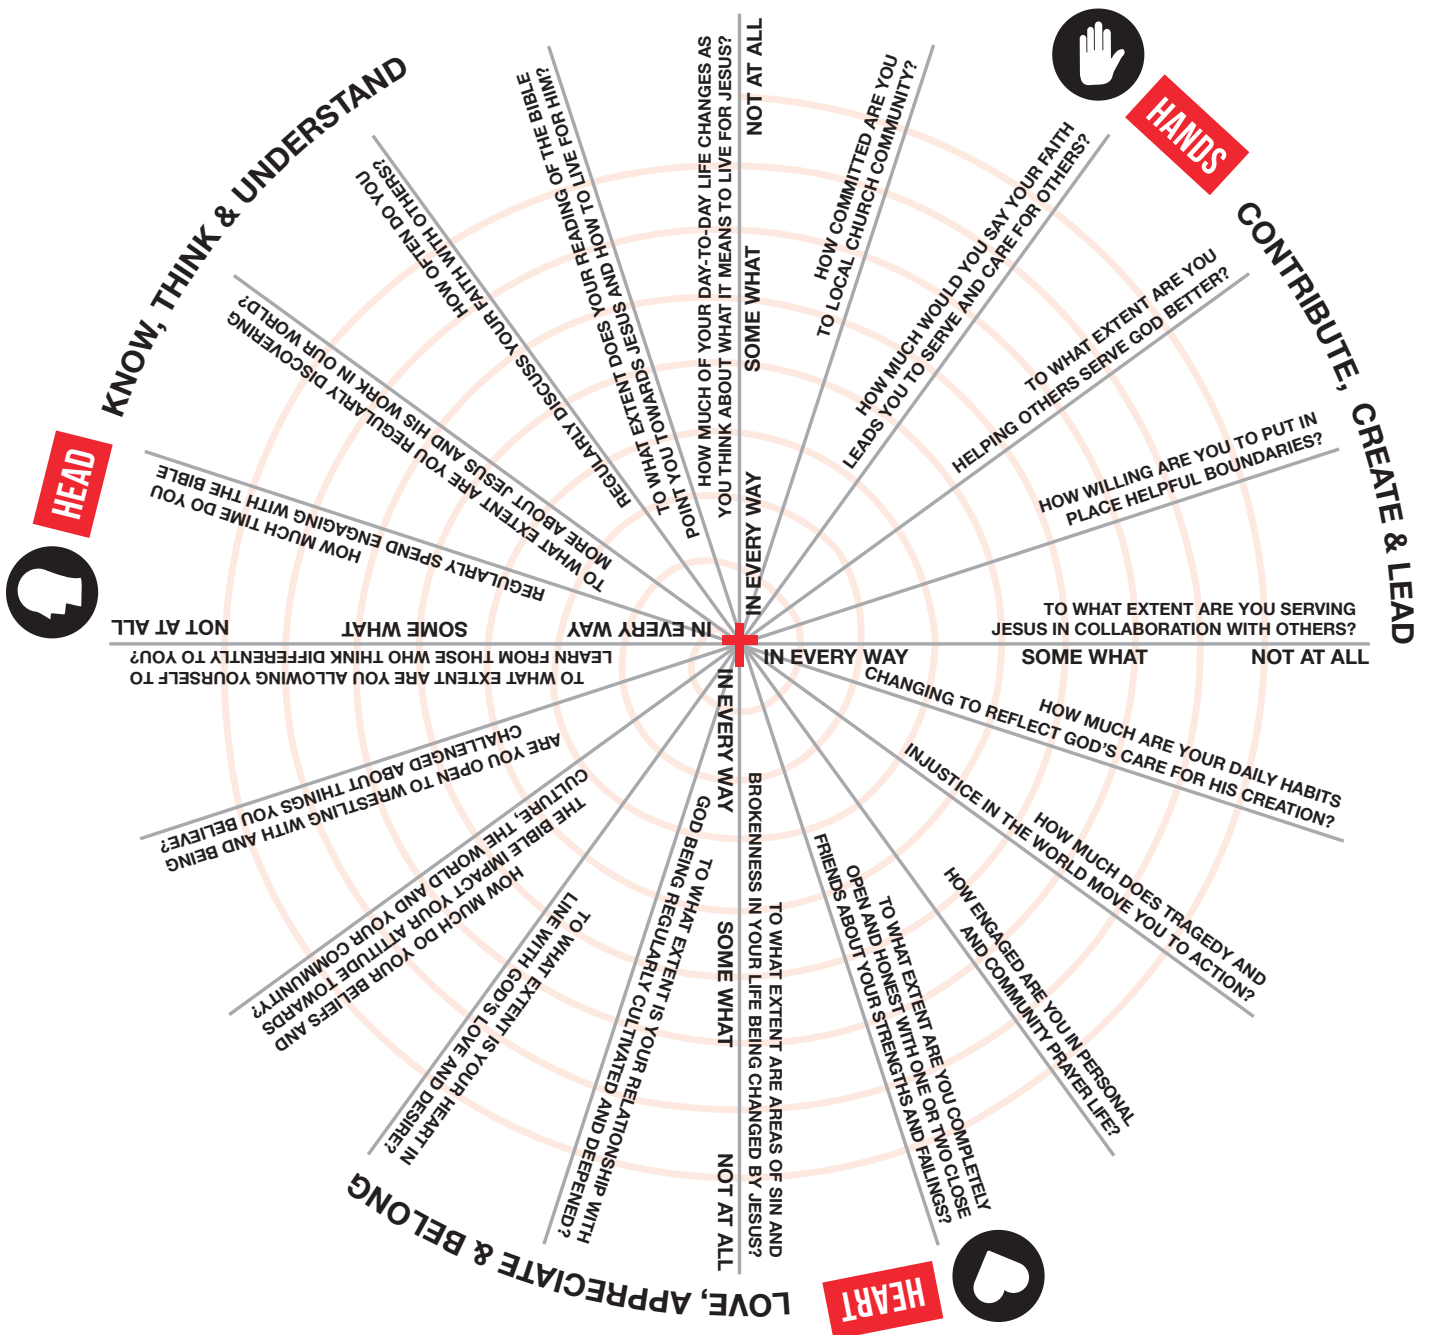 HEAD
KNOW, THINK & UNDERSTAND
HOW MUCH TIME DO YOU
REGULARLY SPEND ENGAGING WITH THE BIBLE
TO WHAT EXTENT ARE YOU REGULARLY DISCOVERING
MORE ABOUT JESUS AND HIS WORK IN OUR WORLD?
HOW OFTEN DO YOU
REGULARLY DISCUSS YOUR FAITH WITH OTHERS?
TO WHAT EXTENT DOES YOUR READING OF THE BIBLE
POINT YOU TOWARDS JESUS AND HOW TO LIVE FOR HIM?
HOW MUCH OF YOUR DAY-TO-DAY LIFE CHANGES AS
YOU THINK ABOUT WHAT IT MEANS TO LIVE FOR JESUS?
NOT AT ALL
SOME WHAT
IN EVERY WAY
HANDS
CONTRIBUTE, CREATE & LEAD
HOW COMMITTED ARE YOU
TO LOCAL CHURCH COMMUNITY?
HOW MUCH WOULD YOU SAY YOUR FAITH
LEADS YOU TO SERVE AND CARE FOR OTHERS?
TO WHAT EXTENT ARE YOU
HELPING OTHERS SERVE GOD BETTER?
HOW WILLING ARE YOU TO PUT IN
PLACE HELPFUL BOUNDARIES?
TO WHAT EXTENT ARE YOU SERVING
JESUS IN COLLABORATION WITH OTHERS?
IN EVERY WAY
SOME WHAT
NOT AT ALL
HOW MUCH ARE YOUR DAILY HABITS
CHANGING TO REFLECT GOD'S CARE FOR HIS CREATION?
HOW MUCH DOES TRAGEDY AND
INJUSTICE IN THE WORLD MOVE YOU TO ACTION?
HOW ENGAGED ARE YOU IN PERSONAL
AND COMMUNITY PRAYER LIFE?
TO WHAT EXTENT ARE YOU COMPLETELY
OPEN AND HONEST WITH ONE OR TWO CLOSE
FRIENDS ABOUT YOUR STRENGTHS AND FAILINGS?
TO WHAT EXTENT ARE AREAS OF SIN AND
BROKENNESS IN YOUR LIFE BEING CHANGED BY JESUS?
IN EVERY WAY
SOME WHAT
NOT AT ALL
HEART
LOVE, APPRECIATE & BELONG
TO WHAT EXTENT IS YOUR RELATIONSHIP WITH
GOD BEING REGULARLY CULTIVATED AND DEEPENED?
TO WHAT EXTENT IS YOUR HEART IN
LINE WITH GOD'S LOVE AND DESIRE?
HOW MUCH DO YOUR BELIEFS AND
THE BIBLE IMPACT YOUR ATTITUDE TOWARDS
CULTURE, THE WORLD AND YOUR COMMUNITY?
ARE YOU OPEN TO WRESTLING WITH AND BEING
CHALLENGED ABOUT THINGS YOU BELIEVE?
TO WHAT EXTENT ARE YOU ALLOWING YOURSELF TO
LEARN FROM THOSE WHO THINK DIFFERENTLY TO YOU?
IN EVERY WAY
SOME WHAT
NOT AT ALL